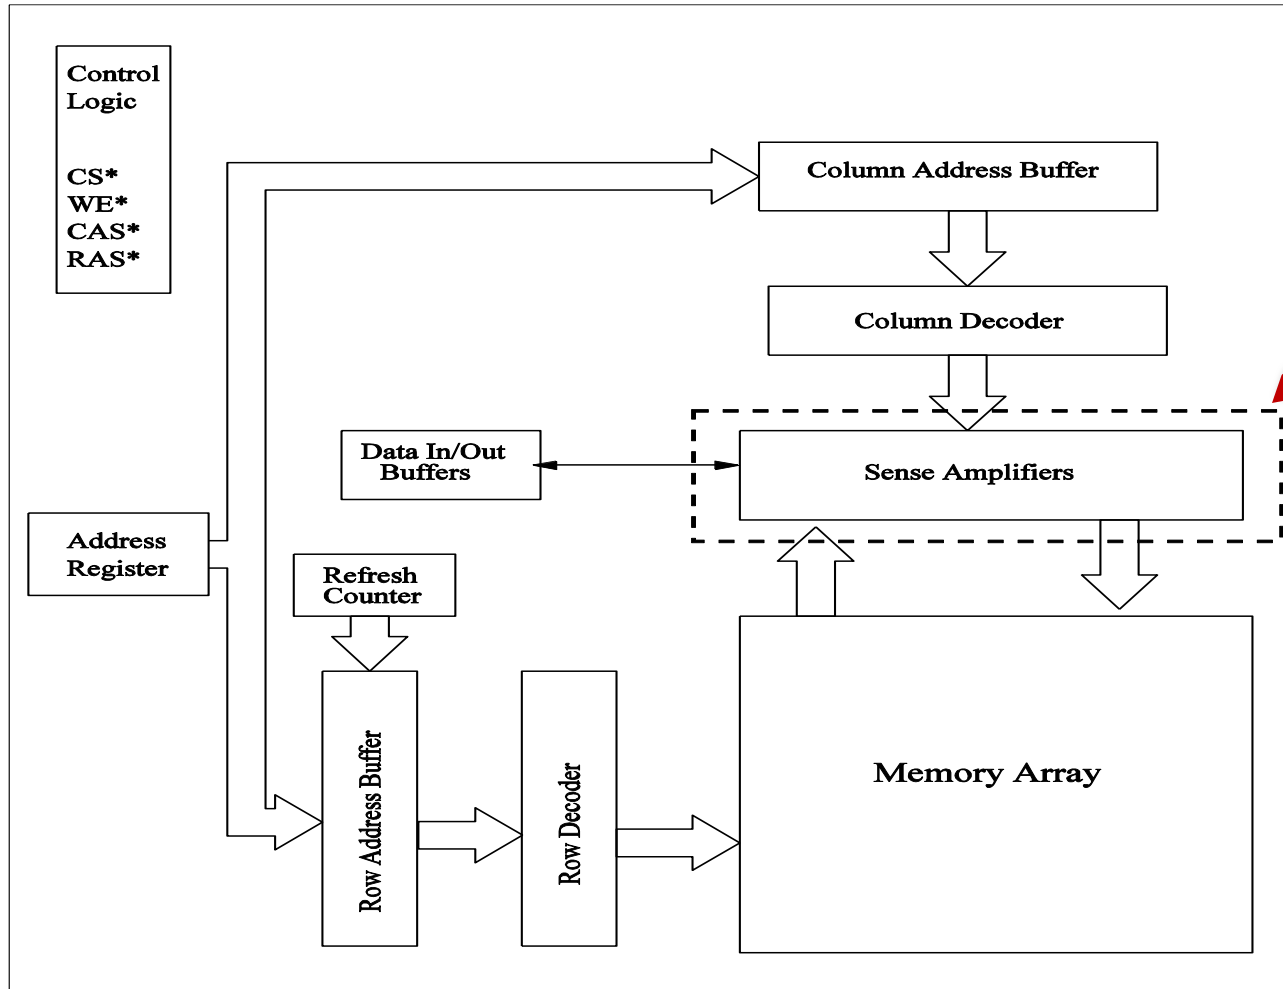 Control
Logic
CS*
WE*
CAS*
RAS*
Column Address Buffer
Column Decoder
Data In/Out
Buffers
Sense Amplifiers
Address
Register
Refresh
Counter
Row Address Buffer
Row Decoder
Memory Array